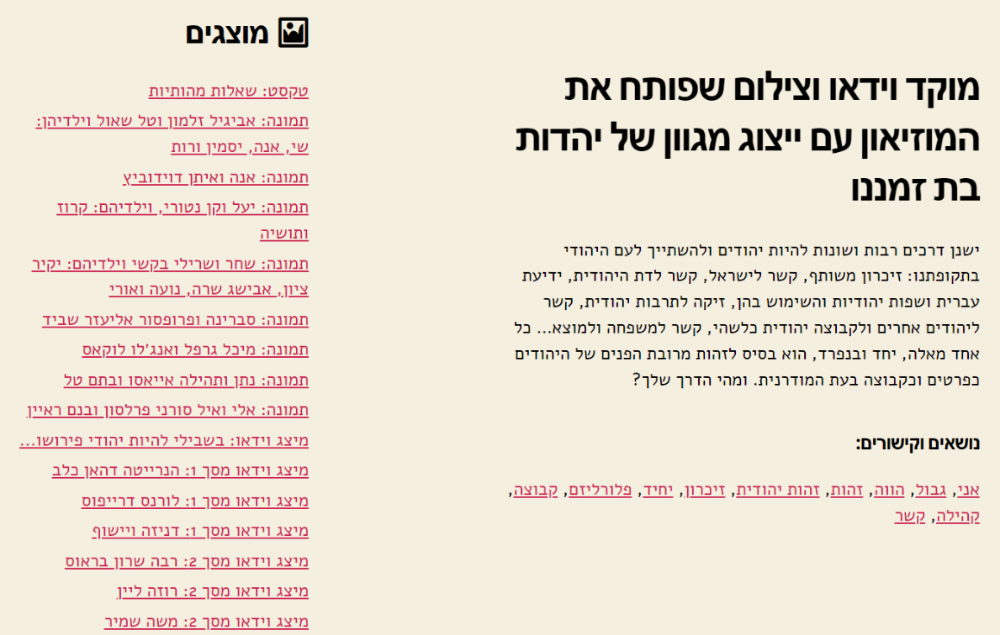 מוקד וידאו וצילום שפותח את
המוזיאון עם ייצוג מגוון של יהדות
בת זמננו
ישנן דרכים רבות ושונות להיות יהודים ולהשתייך לעם היהודי
בתקופתנו: זיכרון משותף, קשר לישראל, קשר לדת היהודית, ידיעת
עברית ושפות יהודיות והשימוש בהן, זיקה לתרבות יהודית, קשר
ליהודים אחרים ולקבוצה יהודית כלשהי, קשר למשפחה ולמוצא... כל
אחד מאלה, יחד ובנפרד, הוא בסיס לזהות מרובת הפנים של היהודים
כפרטים וכקבוצה בעת המודרנית. ומהי הדרך שלך?
נושאים וקישורים:
אני, גבול, הווה, זהות, זהות יהודית, זיכרון, יחיד, פלורליזם, קבוצה,
קהילה, קשר
מוצגים
טקסט: שאלות מהותיות
תמונה: אביגיל זלמון וטל שאול וילדיהן:
שי, אנה, יסמין ורות
תמונה: אנה ואיתן דוידוביץ
תמונה: יעל וקן נטורי, וילדיהם: קרוז
ותושיה
תמונה: שחר ושרילי בקשי וילדיהם: יקיר
ציון, אבישג שרה, נועה ואורי
תמונה: סברינה ופרופסור אליעזר שביד
תמונה: מיכל גרפל ואנג'לו לוקאס
תמונה: נתן ותהילה אייאסו ובתם טל
תמונה: אלי ואיל סורני פרלסון ובנם ראיין
מיצג וידאו: בשבילי להיות יהודי פירושו...
מיצג וידאו מסך 1: הנרייטה דהאן כלב
מיצג וידאו מסך 1: לורנס דרייפוס
מיצג וידאו מסך 1: דניזה ויישוף
מיצג וידאו מסך 2: רבה שרון בראוס
מיצג וידאו מסך 2: רוזה ליין
מיצג וידאו מסך 2: משה שמיר